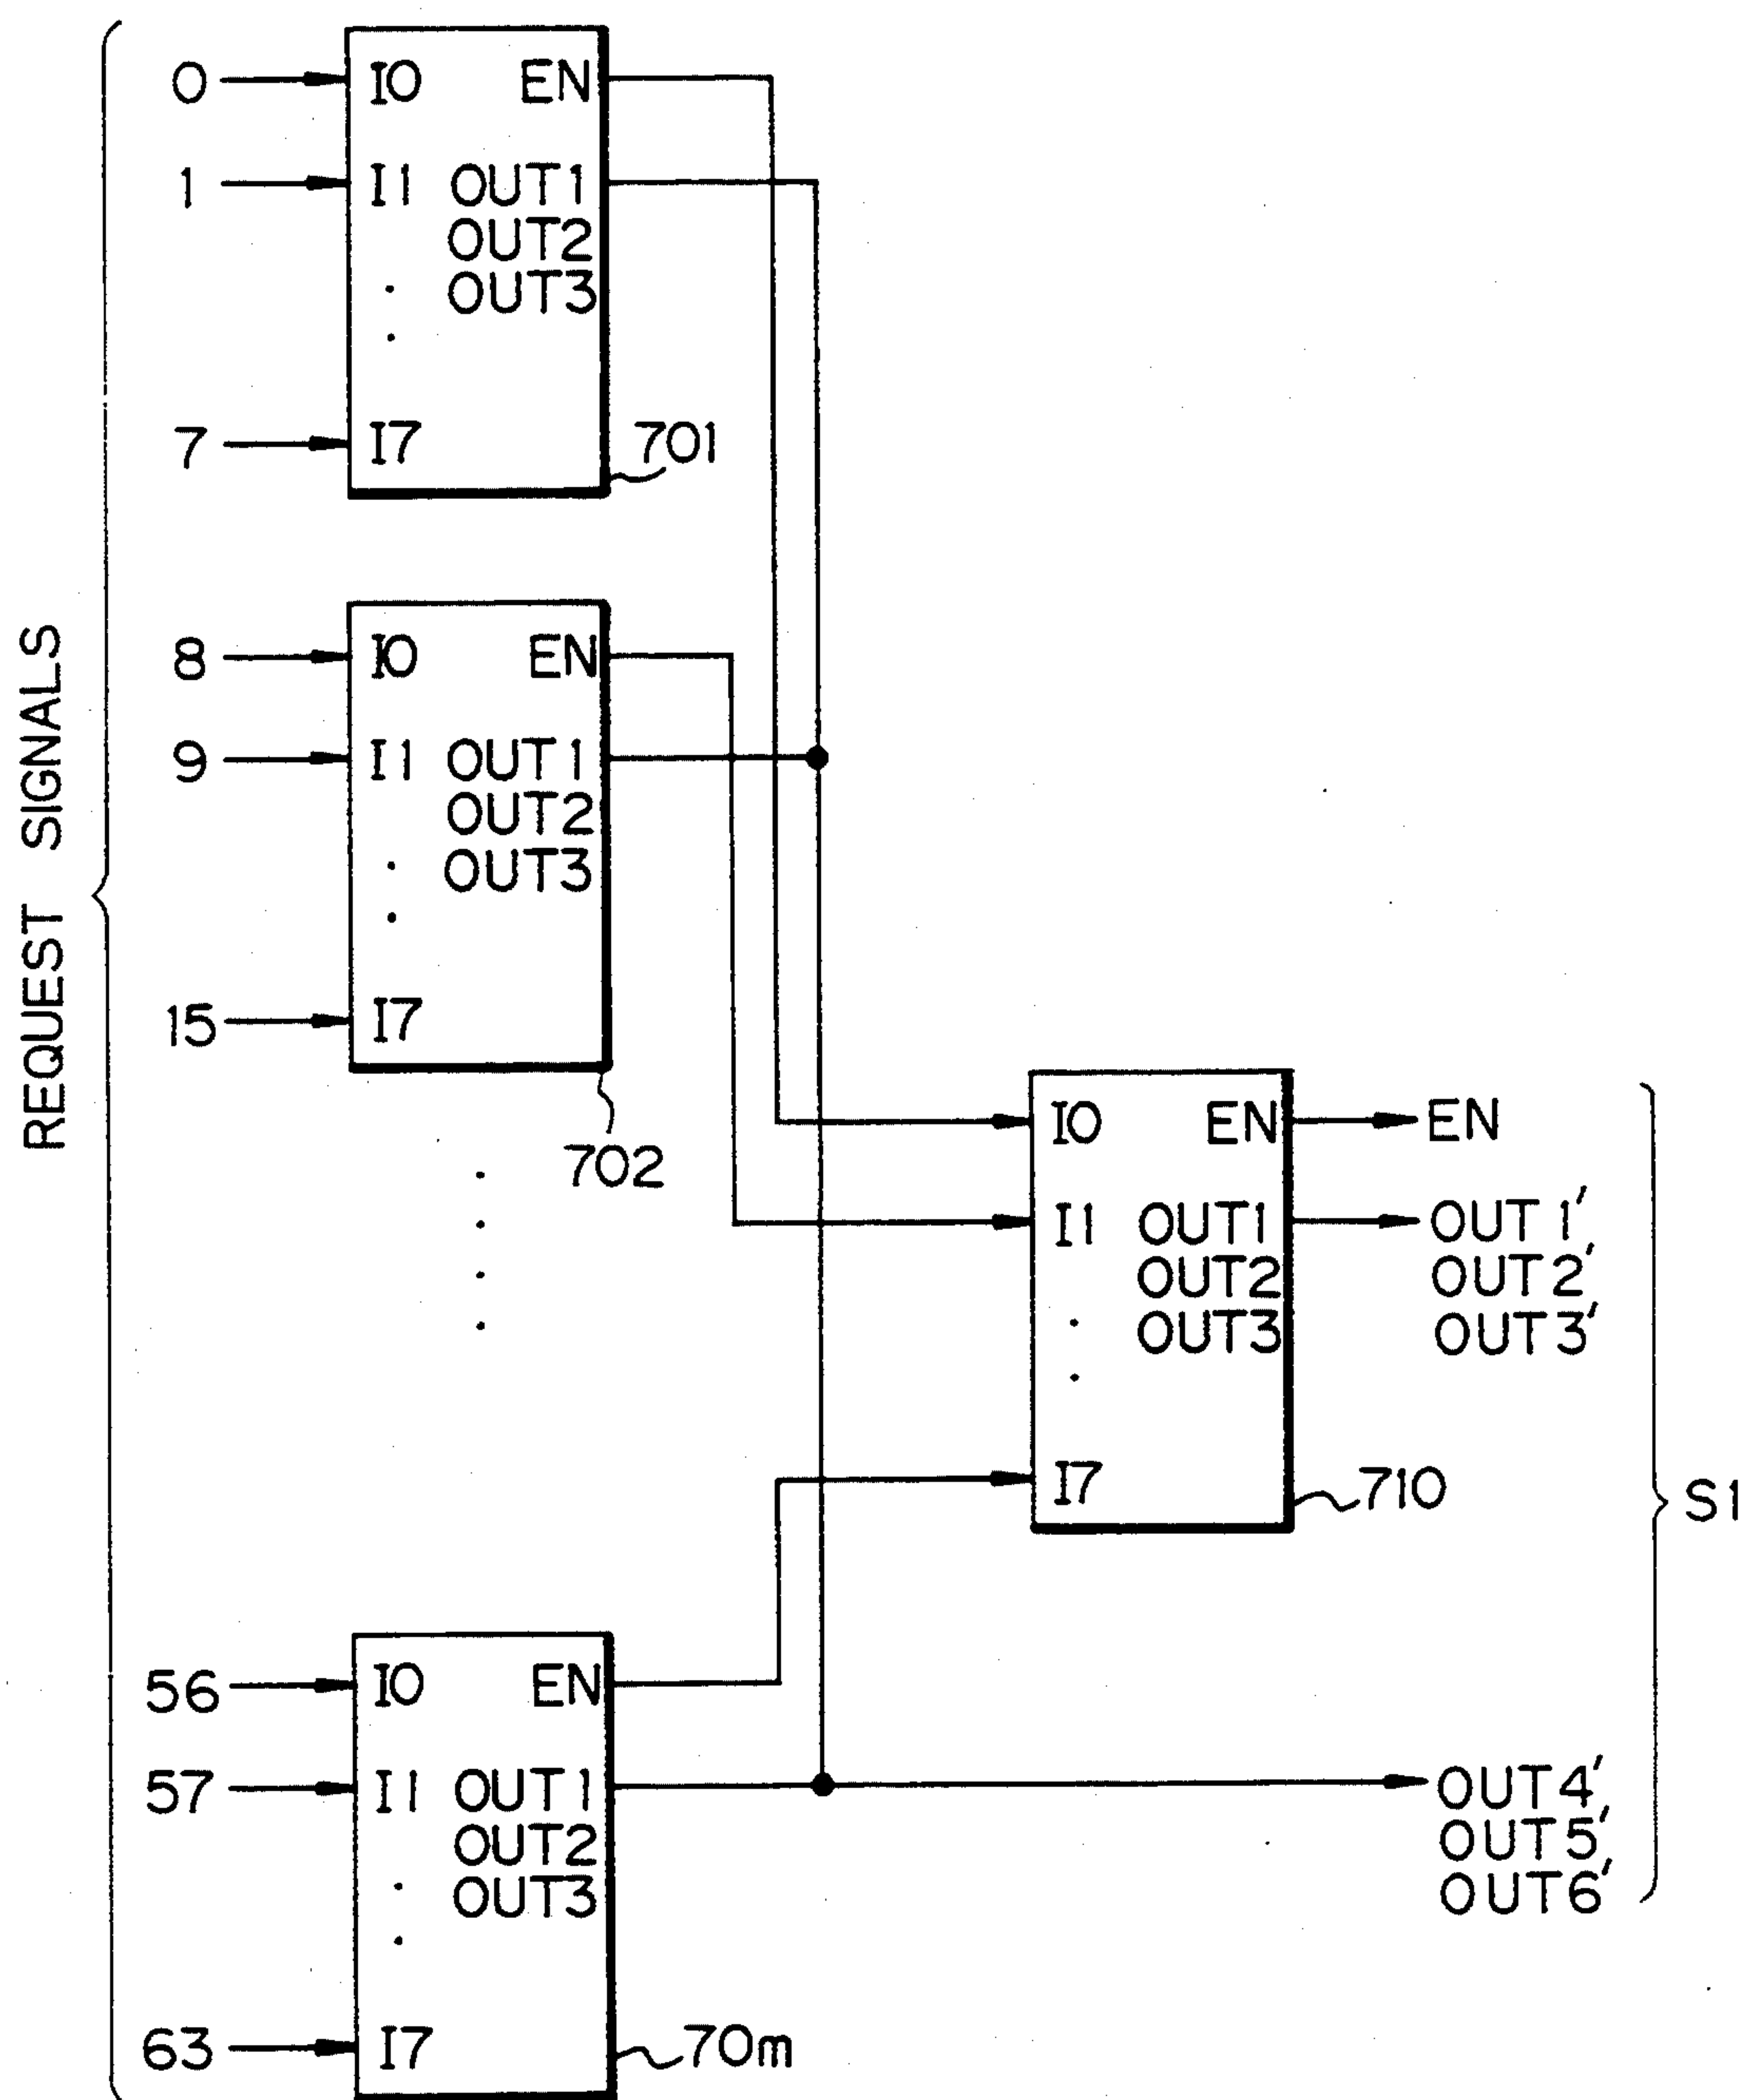 REQUEST SIGNALS
0 I0 EN
1 I1 OUT1
OUT2
OUT3
7 I7
701
8 I0 EN
9 I1 OUT1
OUT2
OUT3
15 I7
702
I0 EN EN
I1 OUT1 OUT1'
OUT2 OUT2'
OUT3 OUT3'
I7
710
S1
56 I0 EN
57 I1 OUT1 OUT4'
OUT2 OUT5'
OUT3 OUT6'
63 I7
70m